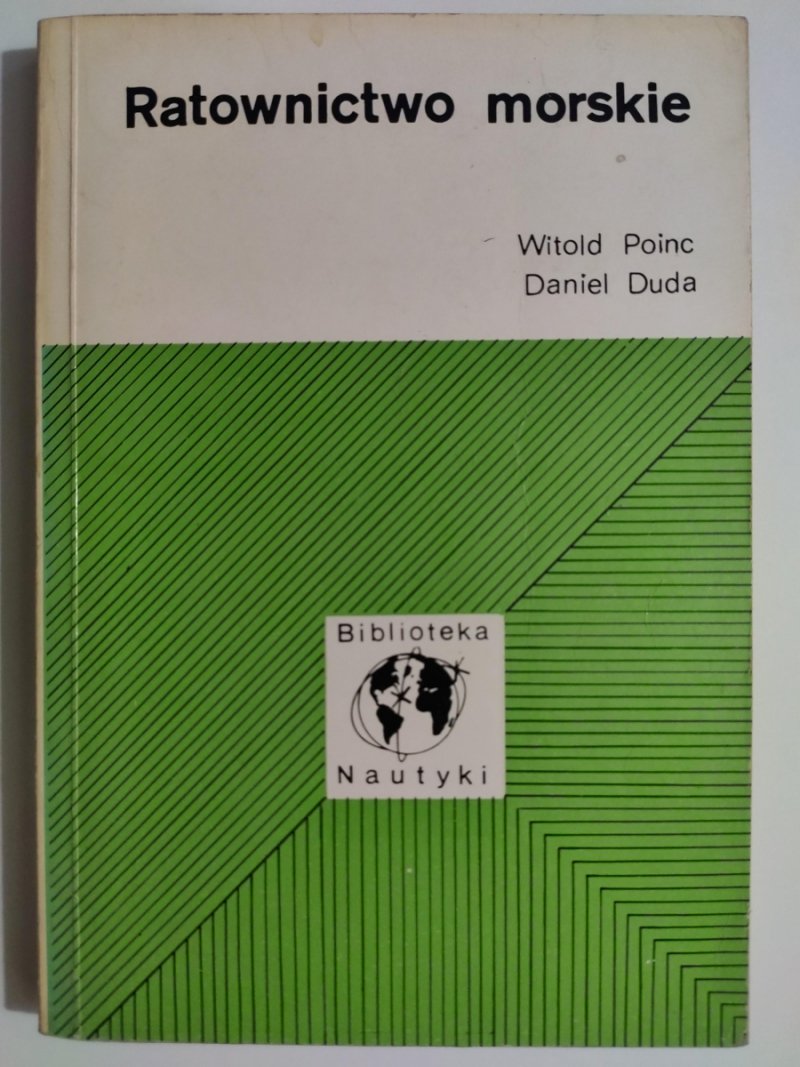 Ratownictwo morskie
Witold Poinc
Daniel Duda
Biblioteka
Nautyki